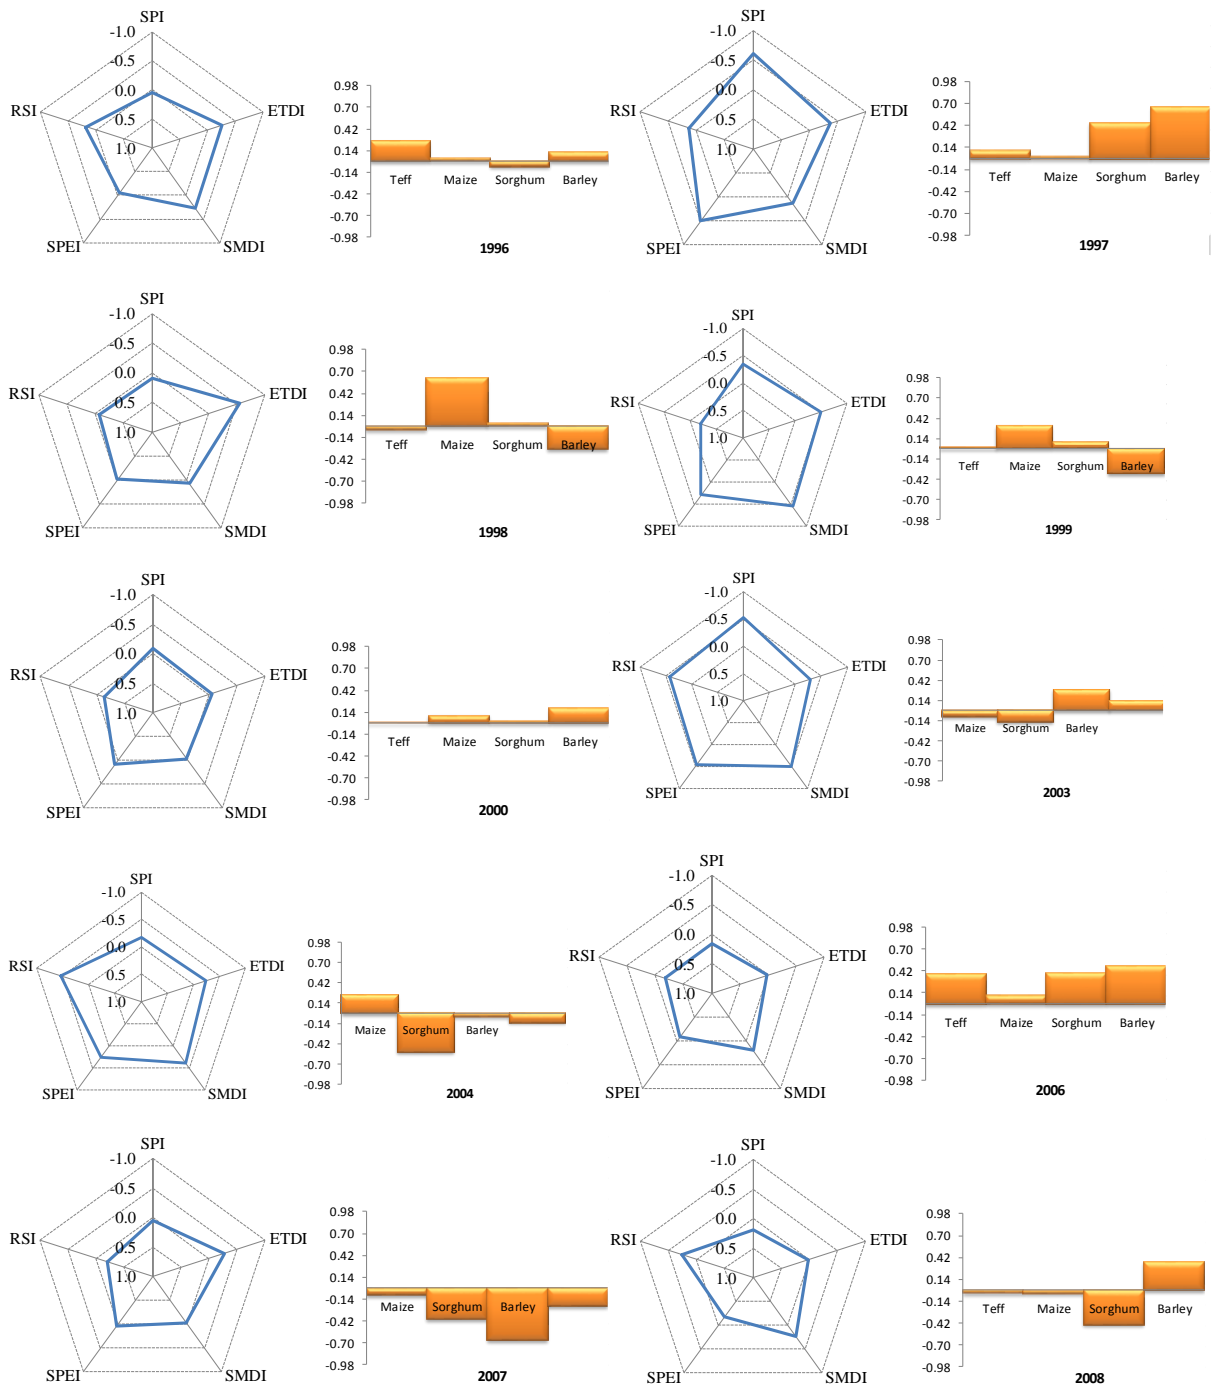 SPI
-1.0
-0.5
0.0
0.5
1.0
RSI
ETDI
SPEI
SMDI
0.98
0.70
0.42
0.14
-0.14
-0.42
-0.70
-0.98
Teff Maize Sorghum Barley
1996
SPI
-1.0
-0.5
0.0
0.5
1.0
RSI
ETDI
SPEI
SMDI
0.98
0.70
0.42
0.14
-0.14
-0.42
-0.70
-0.98
Teff Maize Sorghum Barley
1997
SPI
-1.0
-0.5
0.0
0.5
1.0
RSI
ETDI
SPEI
SMDI
0.98
0.70
0.42
0.14
-0.14
-0.42
-0.70
-0.98
Teff Maize Sorghum Barley
1998
SPI
-1.0
-0.5
0.0
0.5
1.0
RSI
ETDI
SPEI
SMDI
0.98
0.70
0.42
0.14
-0.14
-0.42
-0.70
-0.98
Teff Maize Sorghum Barley
1999
SPI
-1.0
-0.5
0.0
0.5
1.0
RSI
ETDI
SPEI
SMDI
0.98
0.70
0.42
0.14
-0.14
-0.42
-0.70
-0.98
Teff Maize Sorghum Barley
2000
SPI
-1.0
-0.5
0.0
0.5
1.0
RSI
ETDI
SPEI
SMDI
0.98
0.70
0.42
0.14
-0.14
-0.42
-0.70
-0.98
Maize Sorghum Barley
2003
SPI
-1.0
-0.5
0.0
0.5
1.0
RSI
ETDI
SPEI
SMDI
0.98
0.70
0.42
0.14
-0.14
-0.42
-0.70
-0.98
Maize Sorghum Barley
2004
SPI
-1.0
-0.5
0.0
0.5
1.0
RSI
ETDI
SPEI
SMDI
0.98
0.70
0.42
0.14
-0.14
-0.42
-0.70
-0.98
Teff Maize Sorghum Barley
2006
SPI
-1.0
-0.5
0.0
0.5
1.0
RSI
ETDI
SPEI
SMDI
0.98
0.70
0.42
0.14
-0.14
-0.42
-0.70
-0.98
Maize Sorghum Barley
2007
SPI
-1.0
-0.5
0.0
0.5
1.0
RSI
ETDI
SPEI
SMDI
0.98
0.70
0.42
0.14
-0.14
-0.42
-0.70
-0.98
Teff Maize Sorghum Barley
2008